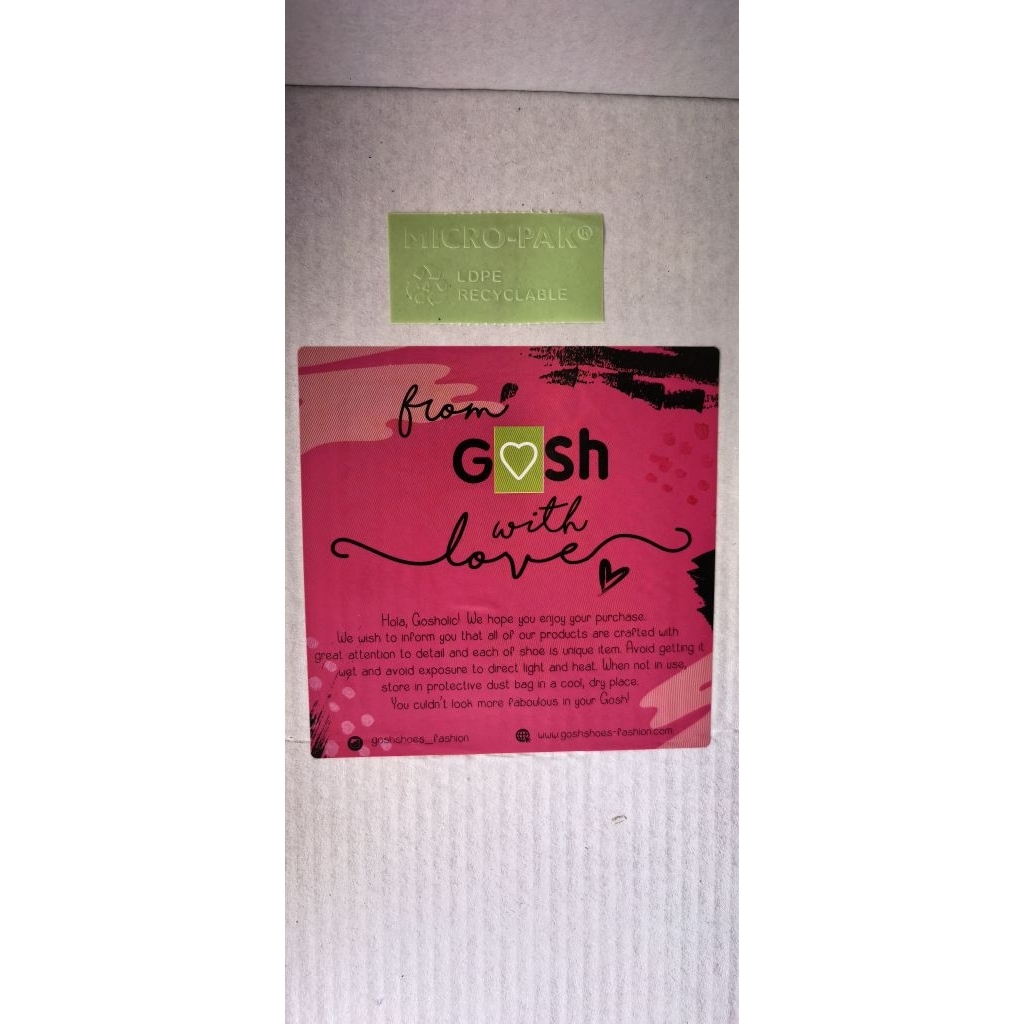 MICRO-PAK®
LDPE
RECYCLABLE
from
Gosh
with
love
Hola, Gosholic! We hope you enjoy your purchase.
We wish to inform you that all of our products are crafted with
great attention to detail and each of shoe is unique item. Avoid getting it
wet and avoid exposure to direct light and heat. When not in use,
store in protective dust bag in a cool, dry place.
You culdn't look more faboulous in your Gosh!
goshshoes_fashion
www.goshshoes-fashion.com